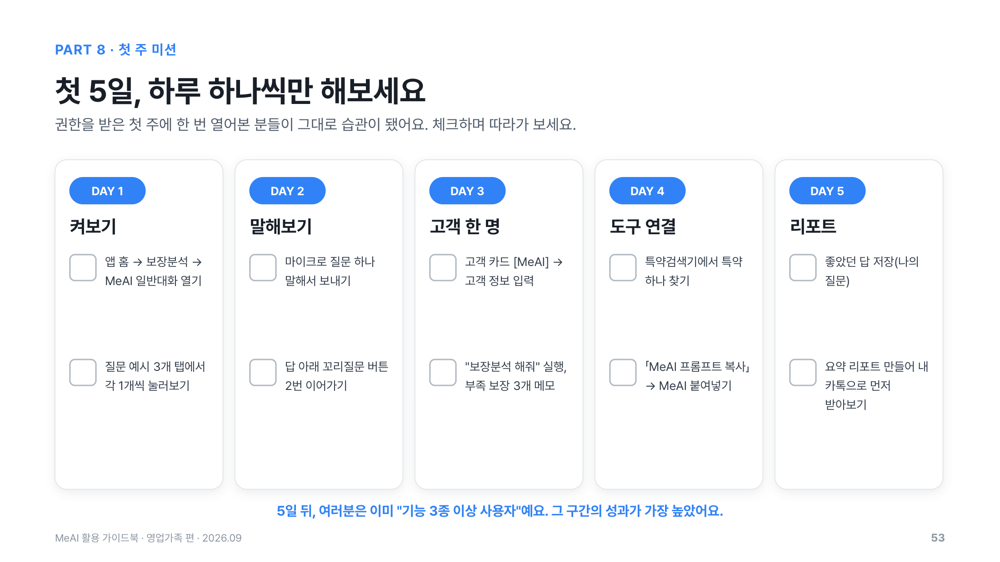 PART 8 · 첫 주 미션
첫 5일, 하루 하나씩만 해보세요
권한을 받은 첫 주에 한 번 열어본 분들이 그대로 습관이 됐어요. 체크하며 따라가 보세요.
DAY 1
켜보기
앱 홈 → 보장분석 →
MeAI 일반대화 열기
질문 예시 3개 탭에서
각 1개씩 눌러보기
DAY 2
말해보기
마이크로 질문 하나
말해서 보내기
답 아래 꼬리질문 버튼
2번 이어가기
DAY 3
고객 한 명
고객 카드 [MeAI] →
고객 정보 입력
"보장분석 해줘" 실행,
부족 보장 3개 메모
DAY 4
도구 연결
특약검색기에서 특약
하나 찾기
「MeAI 프롬프트 복사」
→ MeAI 붙여넣기
DAY 5
리포트
좋았던 답 저장(나의
질문)
요약 리포트 만들어 내
카톡으로 먼저
받아보기
5일 뒤, 여러분은 이미 "기능 3종 이상 사용자"예요. 그 구간의 성과가 가장 높았어요.
MeAI 활용 가이드북 · 영업가족 편 · 2026.09
53